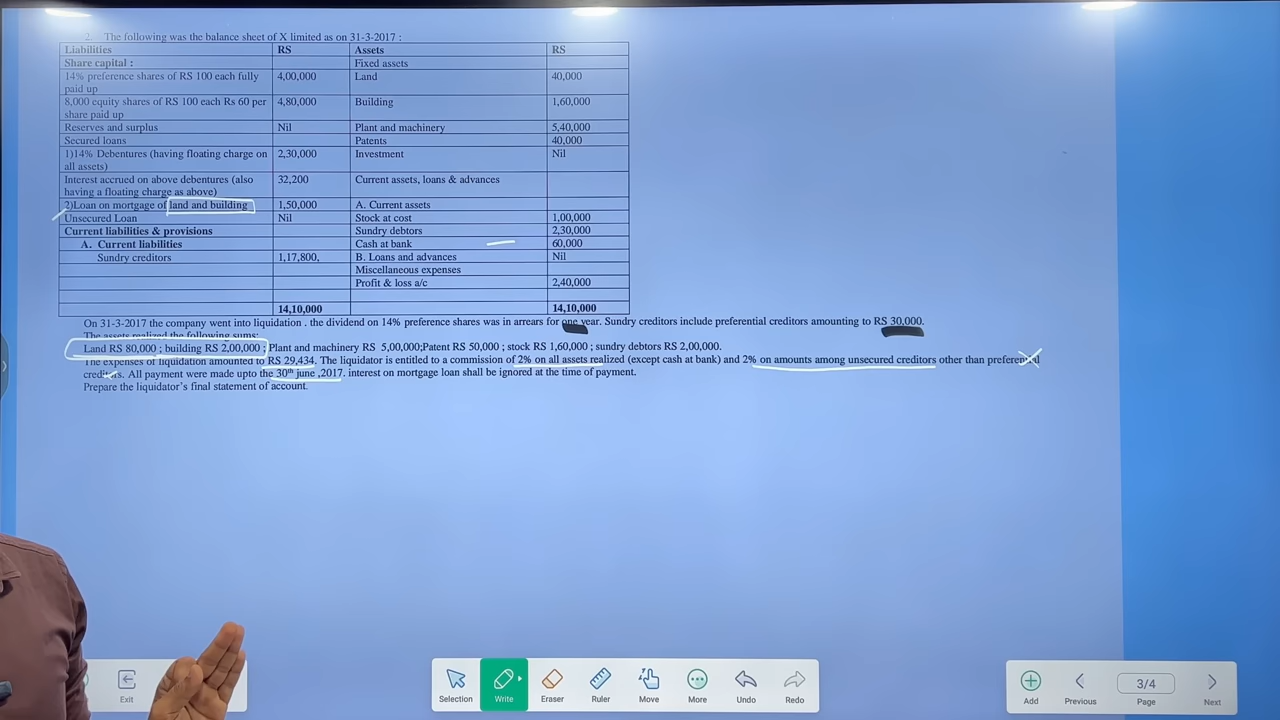 2. The following was the balance sheet of X limited as on 31-3-2017 :
Liabilities RS Assets RS
Share capital : Fixed assets
14% preference shares of RS 100 each fully paid up 4,00,000 Land 40,000
8,000 equity shares of RS 100 each Rs 60 per share paid up 4,80,000 Building 1,60,000
Reserves and surplus Nil Plant and machinery 5,40,000
Secured loans Patents 40,000
1)14% Debentures (having floating charge on all assets) 2,30,000 Investment Nil
Interest accrued on above debentures (also having a floating charge as above) 32,200 Current assets, loans & advances
2)Loan on mortgage of land and building 1,50,000 A. Current assets
Unsecured Loan Nil Stock at cost 1,00,000
Current liabilities & provisions Sundry debtors 2,30,000
A. Current liabilities Cash at bank 60,000
Sundry creditors 1,17,800, B. Loans and advances Nil
Miscellaneous expenses
Profit & loss a/c 2,40,000
14,10,000 14,10,000
On 31-3-2017 the company went into liquidation . the dividend on 14% preference shares was in arrears for one year. Sundry creditors include preferential creditors amounting to RS 30,000.
The assets realized the following sums:
Land RS 80,000 ; building RS 2,00,000 ; Plant and machinery RS 5,00,00;Patent RS 50,000 ; stock RS 1,60,000 ; sundry debtors RS 2,00,000.
The expenses of liquidation amounted to RS 29,434. The liquidator is entitled to a commission of 2% on all assets realized (except cash at bank) and 2% on amounts among unsecured creditors other than preferential
creditors. All payment were made upto the 30th june ,2017. interest on mortgage loan shall be ignored at the time of payment.
Prepare the liquidator's final statement of account.
Exit
Selection
Write
Eraser
Ruler
Move
More
Undo
Redo
Add
Previous
3/4
Page
Next